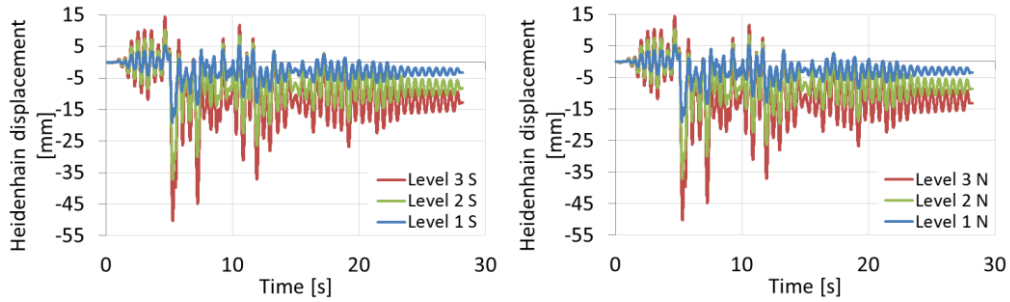 Heidenhain displacement
[mm]
15
5
-5
-15
-25
-35
-45
-55
0
10
20
30
Time [s]
Level 3 S
Level 2 S
Level 1 S
Heidenhain displacement
[mm]
15
5
-5
-15
-25
-35
-45
-55
0
10
20
30
Time [s]
Level 3 N
Level 2 N
Level 1 N